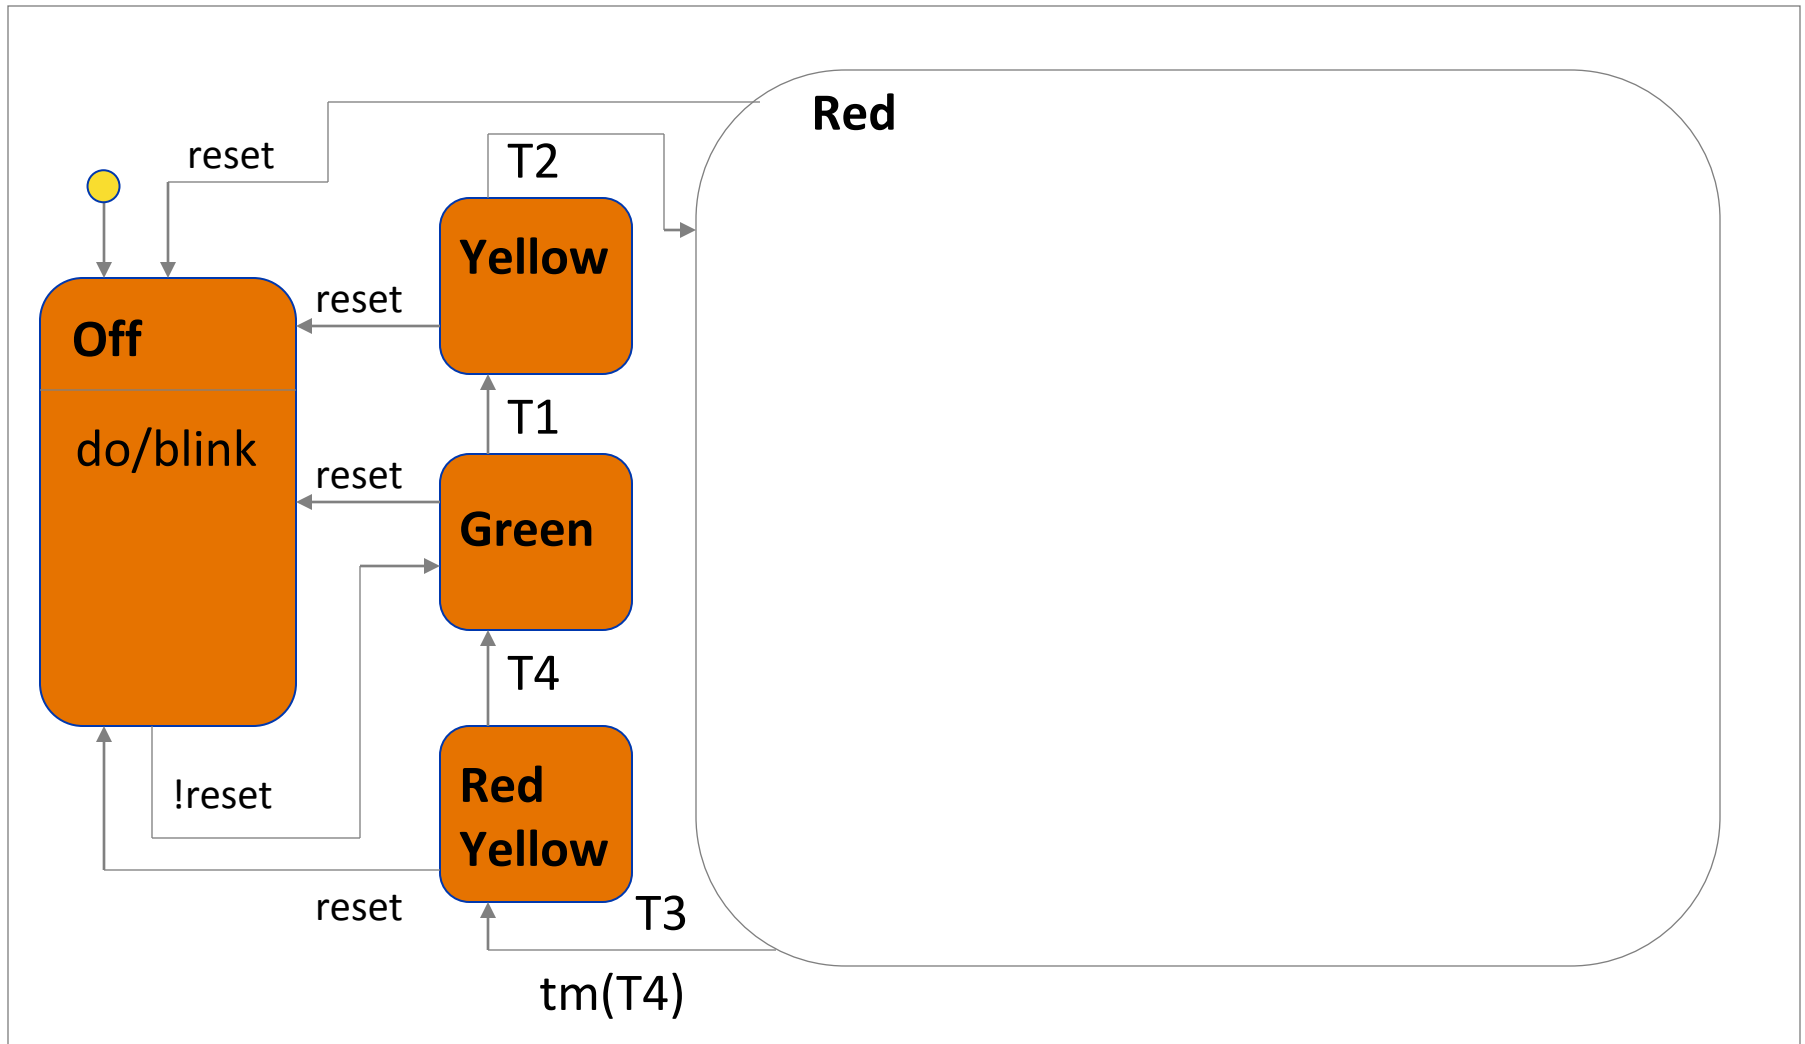 Red
reset
T2
Yellow
reset
Off
T1
do/blink
reset
Green
T4
Red
Yellow
!reset
reset
T3
tm(T4)